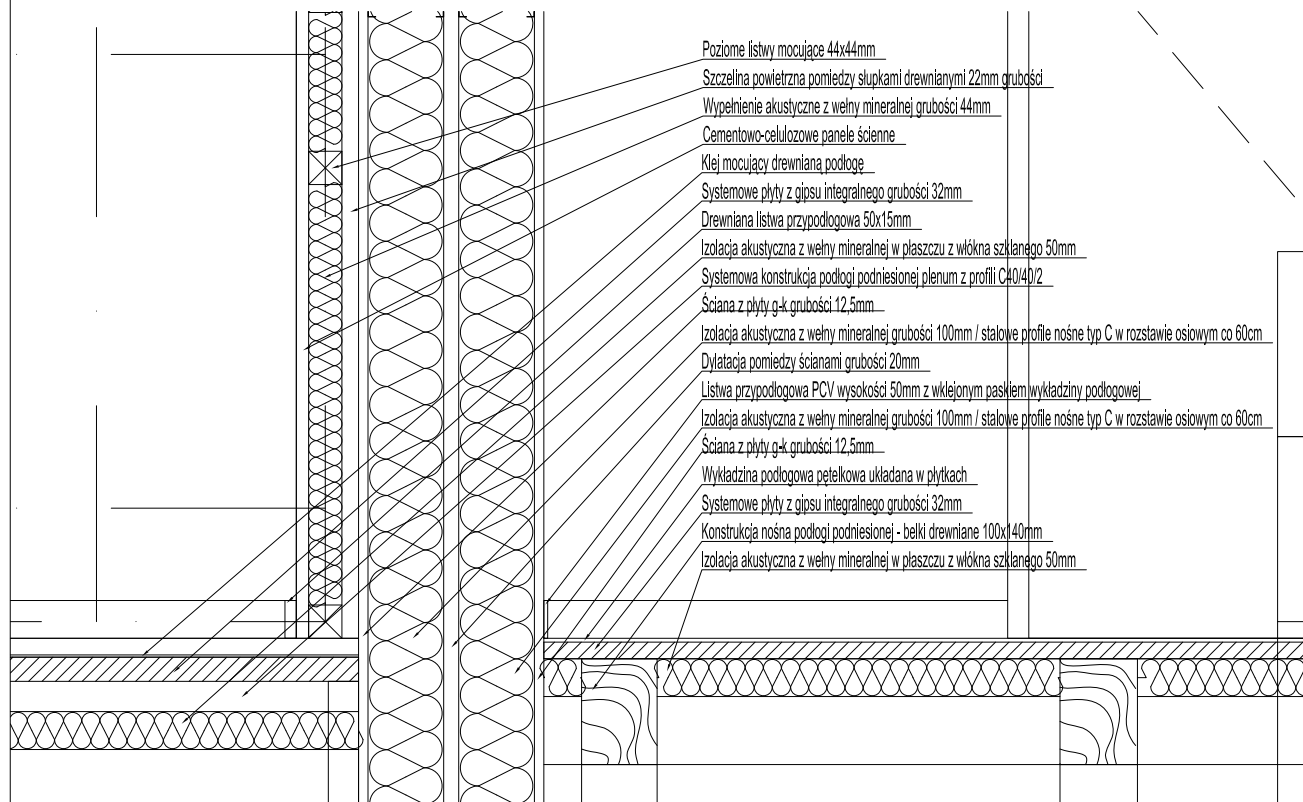 Poziome listwy mocujące 44x44mm
Szczelina powietrzna pomiędzy słupkami drewnianymi 22mm grubości
Wypełnienie akustyczne z wełny mineralnej grubości 44mm
Cementowo-celulozowe panele ścienne
Klej mocujący drewnianą podłogę
Systemowe płyty z gipsu integralnego grubości 32mm
Drewniana listwa przypodłogowa 50x15mm
Izolacja akustyczna z wełny mineralnej w płaszczu z włókna szklanego 50mm
Systemowa konstrukcja podłogi podniesionej plenum z profili C40/40/2
Ściana z płyty g-k grubości 12,5mm
Izolacja akustyczna z wełny mineralnej grubości 100mm / stalowe profile nośne typ C w rozstawie osiowym co 60cm
Dylatacja pomiedzy ścianami grubości 20mm
Listwa przypodłogowa PCV wysokości 50mm z wklejonym paskiem wykładziny podłogowej
Izolacja akustyczna z wełny mineralnej grubości 100mm / stalowe profile nośne typ C w rozstawie osiowym co 60cm
Ściana z płyty g-k grubości 12,5mm
Wykładzina podłogowa pętelkowa układana w płytkach
Systemowe płyty z gipsu integralnego grubości 32mm
Konstrukcja nośna podłogi podniesionej - belki drewniane 100x140mm
Izolacja akustyczna z wełny mineralnej w płaszczu z włókna szklanego 50mm